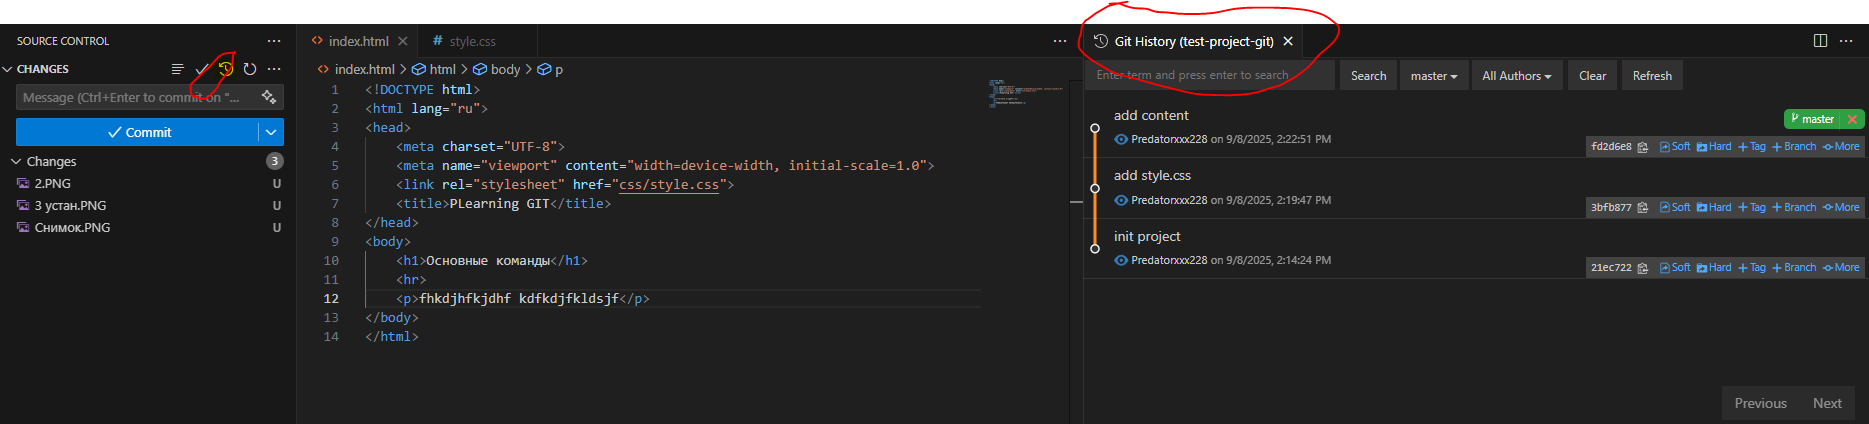 SOURCE CONTROL
CHANGES
Message (Ctrl+Enter to commit on "...
Commit
Changes 3
2.PNG U
3 устан.PNG U
Снимок.PNG U
index.html
style.css
index.html > html > body > p
1 <!DOCTYPE html>
2 <html lang="ru">
3 <head>
4 <meta charset="UTF-8">
5 <meta name="viewport" content="width=device-width, initial-scale=1.0">
6 <link rel="stylesheet" href="css/style.css">
7 <title>PLearning GIT</title>
8 </head>
9 <body>
10 <h1>Основные команды</h1>
11 <hr>
12 <p>fhkdjhfkjdhf kdfkdjfkldsjf</p>
13 </body>
14 </html>
Git History (test-project-git)
Enter term and press enter to search Search master All Authors Clear Refresh
add content
master
Predatorxxx228 on 9/8/2025, 2:22:51 PM
fd2d6e8 Soft Hard +Tag +Branch More
add style.css
Predatorxxx228 on 9/8/2025, 2:19:47 PM
3bfb877 Soft Hard +Tag +Branch More
init project
Predatorxxx228 on 9/8/2025, 2:14:24 PM
21ec722 Soft Hard +Tag +Branch More
Previous Next